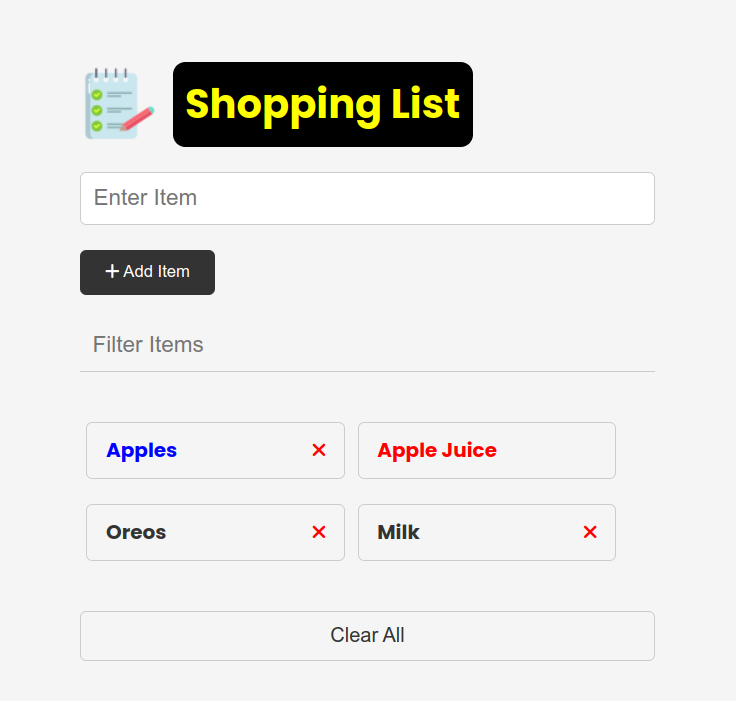 Shopping List
Enter Item
Add Item
Filter Items
Apples
Apple Juice
Oreos
Milk
Clear All